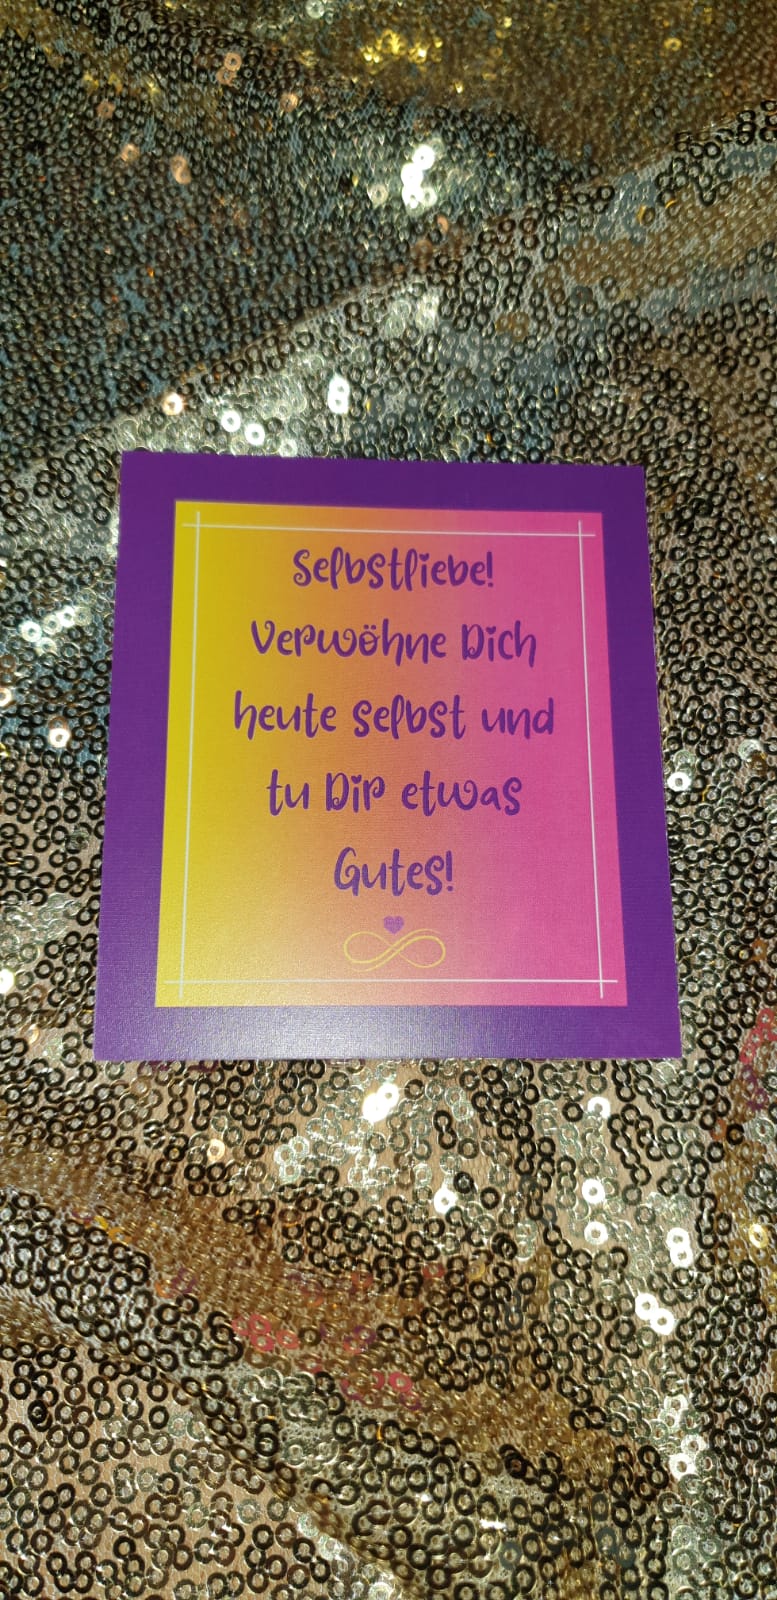 Selbstliebe!
Verwöhne Dich
heute selbst und
tu Dir etwas
Gutes!